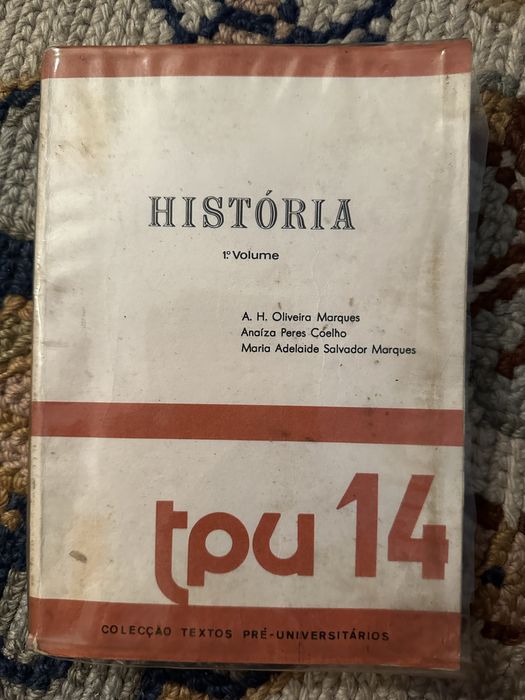 HISTÓRIA
1.º Volume
A. H. Oliveira Marques
Anaíza Peres Coelho
Maria Adelaide Salvador Marques
tpu 14
COLECÇÃO TEXTOS PRÉ-UNIVERSITÁRIOS